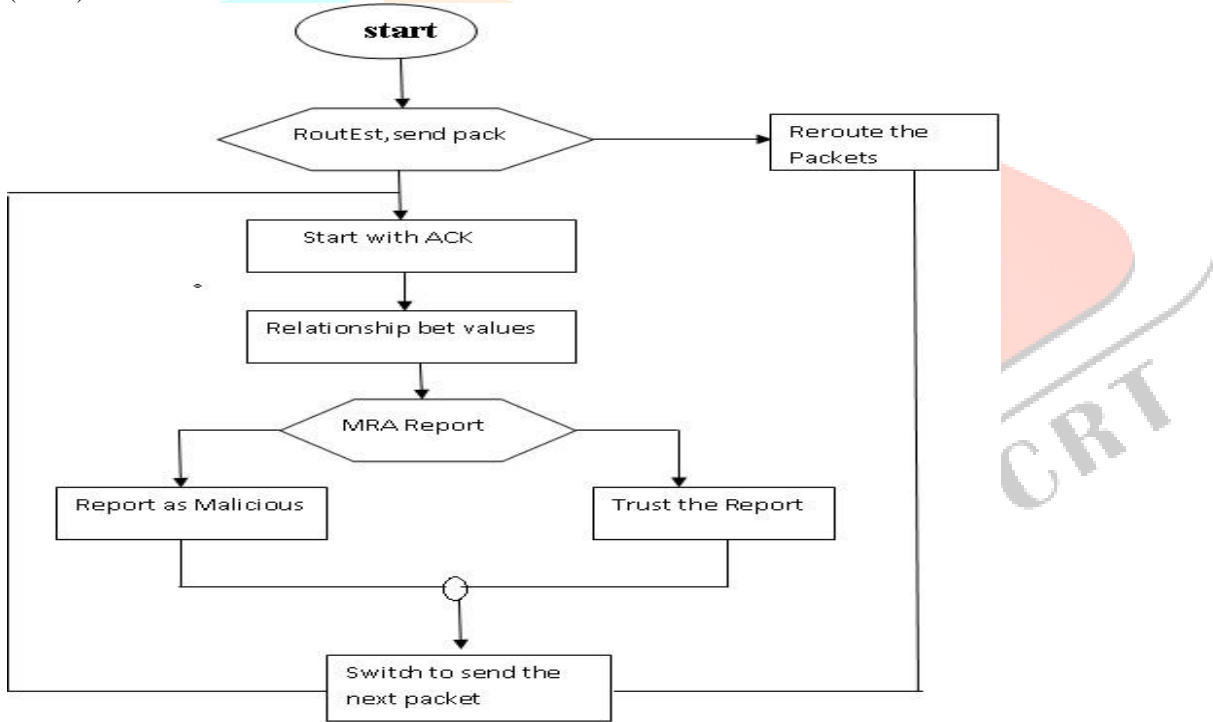 start
RoutEst,send pack
Reroute the
Packets
Start with ACK
Relationship bet values
MRA Report
Report as Malicious
Trust the Report
Switch to send the
next packet
CRT